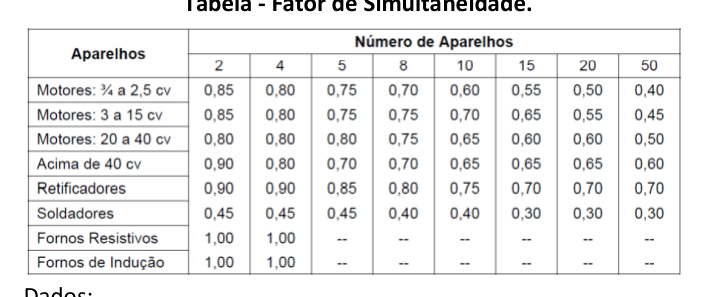 Tabela - Fator de Simultaneidade.
Aparelhos Número de Aparelhos
2 4 5 8 10 15 20 50
Motores: ¾ a 2,5 cv 0,85 0,80 0,75 0,70 0,60 0,55 0,50 0,40
Motores: 3 a 15 cv 0,85 0,80 0,75 0,75 0,70 0,65 0,55 0,45
Motores: 20 a 40 cv 0,80 0,80 0,80 0,75 0,65 0,60 0,60 0,50
Acima de 40 cv 0,90 0,80 0,70 0,70 0,65 0,65 0,65 0,60
Retificadores 0,90 0,90 0,85 0,80 0,75 0,70 0,70 0,70
Soldadores 0,45 0,45 0,45 0,40 0,40 0,30 0,30 0,30
Fornos Resistivos 1,00 1,00 -- -- -- -- -- --
Fornos de Indução 1,00 1,00 -- -- -- -- -- --
Dados: